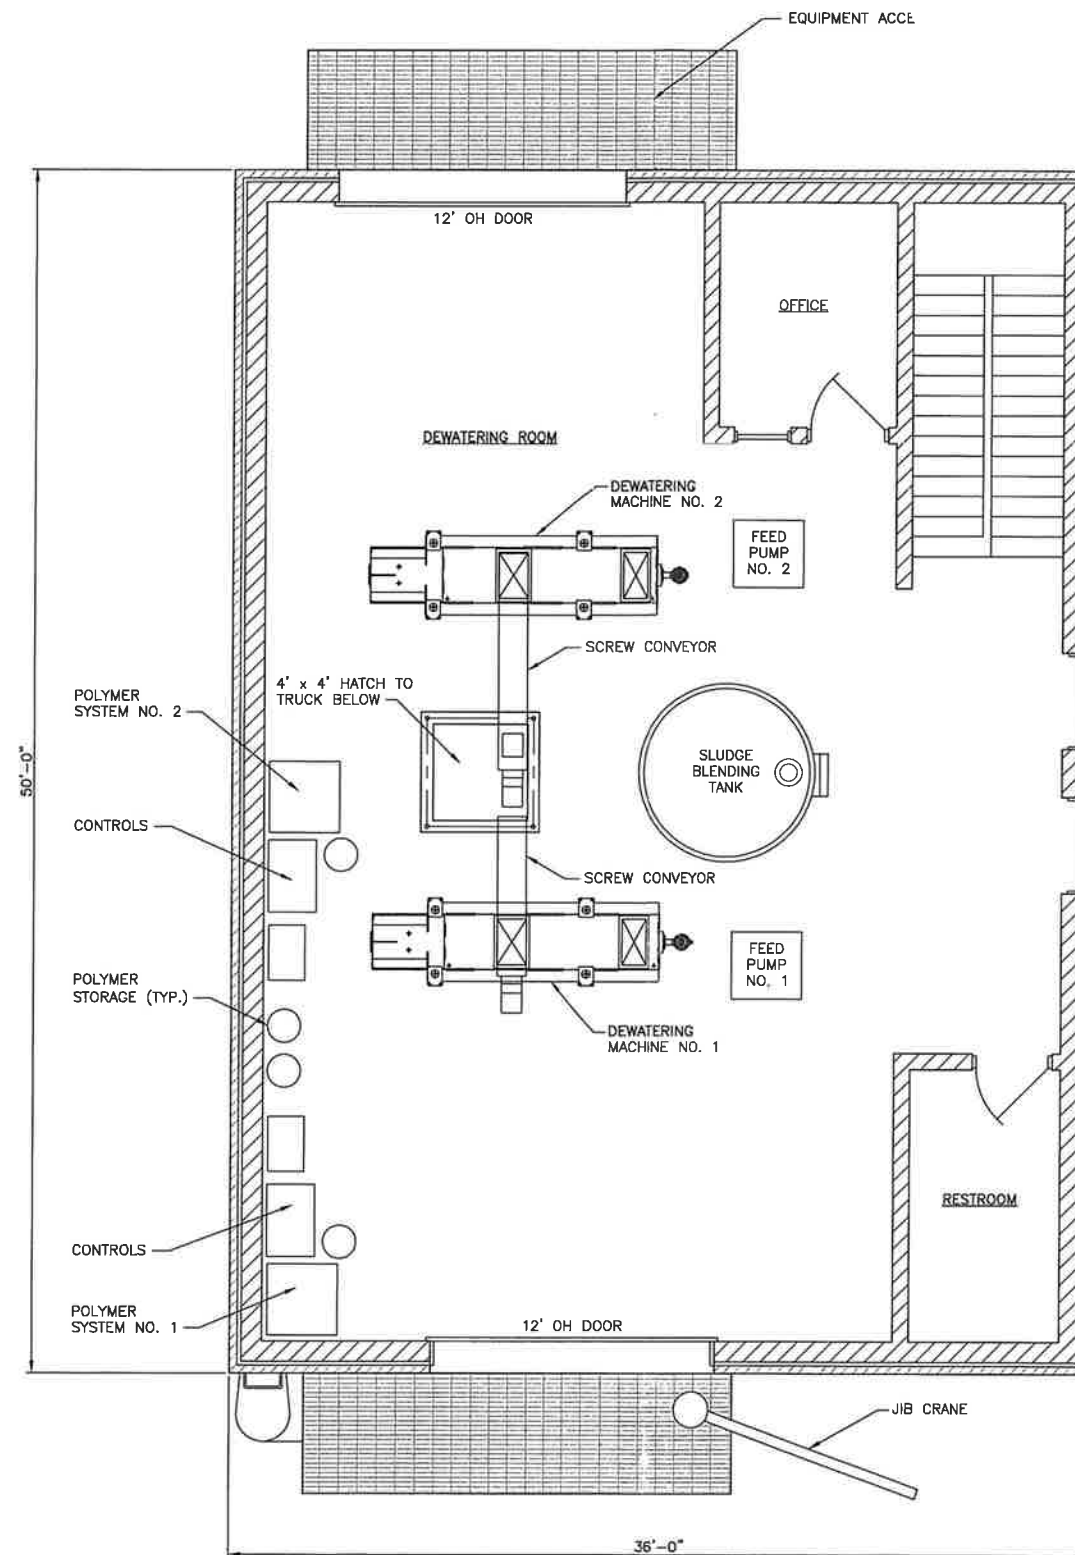 EQUIPMENT ACCE
12' OH DOOR
OFFICE
DEWATERING ROOM
DEWATERING
MACHINE NO. 2
FEED
PUMP
NO. 2
SCREW CONVEYOR
4' x 4' HATCH TO
TRUCK BELOW
POLYMER
SYSTEM NO. 2
50'-0"
SLUDGE
BLENDING
TANK
CONTROLS
SCREW CONVEYOR
FEED
PUMP
NO. 1
POLYMER
STORAGE (TYP.)
DEWATERING
MACHINE NO. 1
RESTROOM
CONTROLS
POLYMER
SYSTEM NO. 1
12' OH DOOR
JIB CRANE
36'-0"